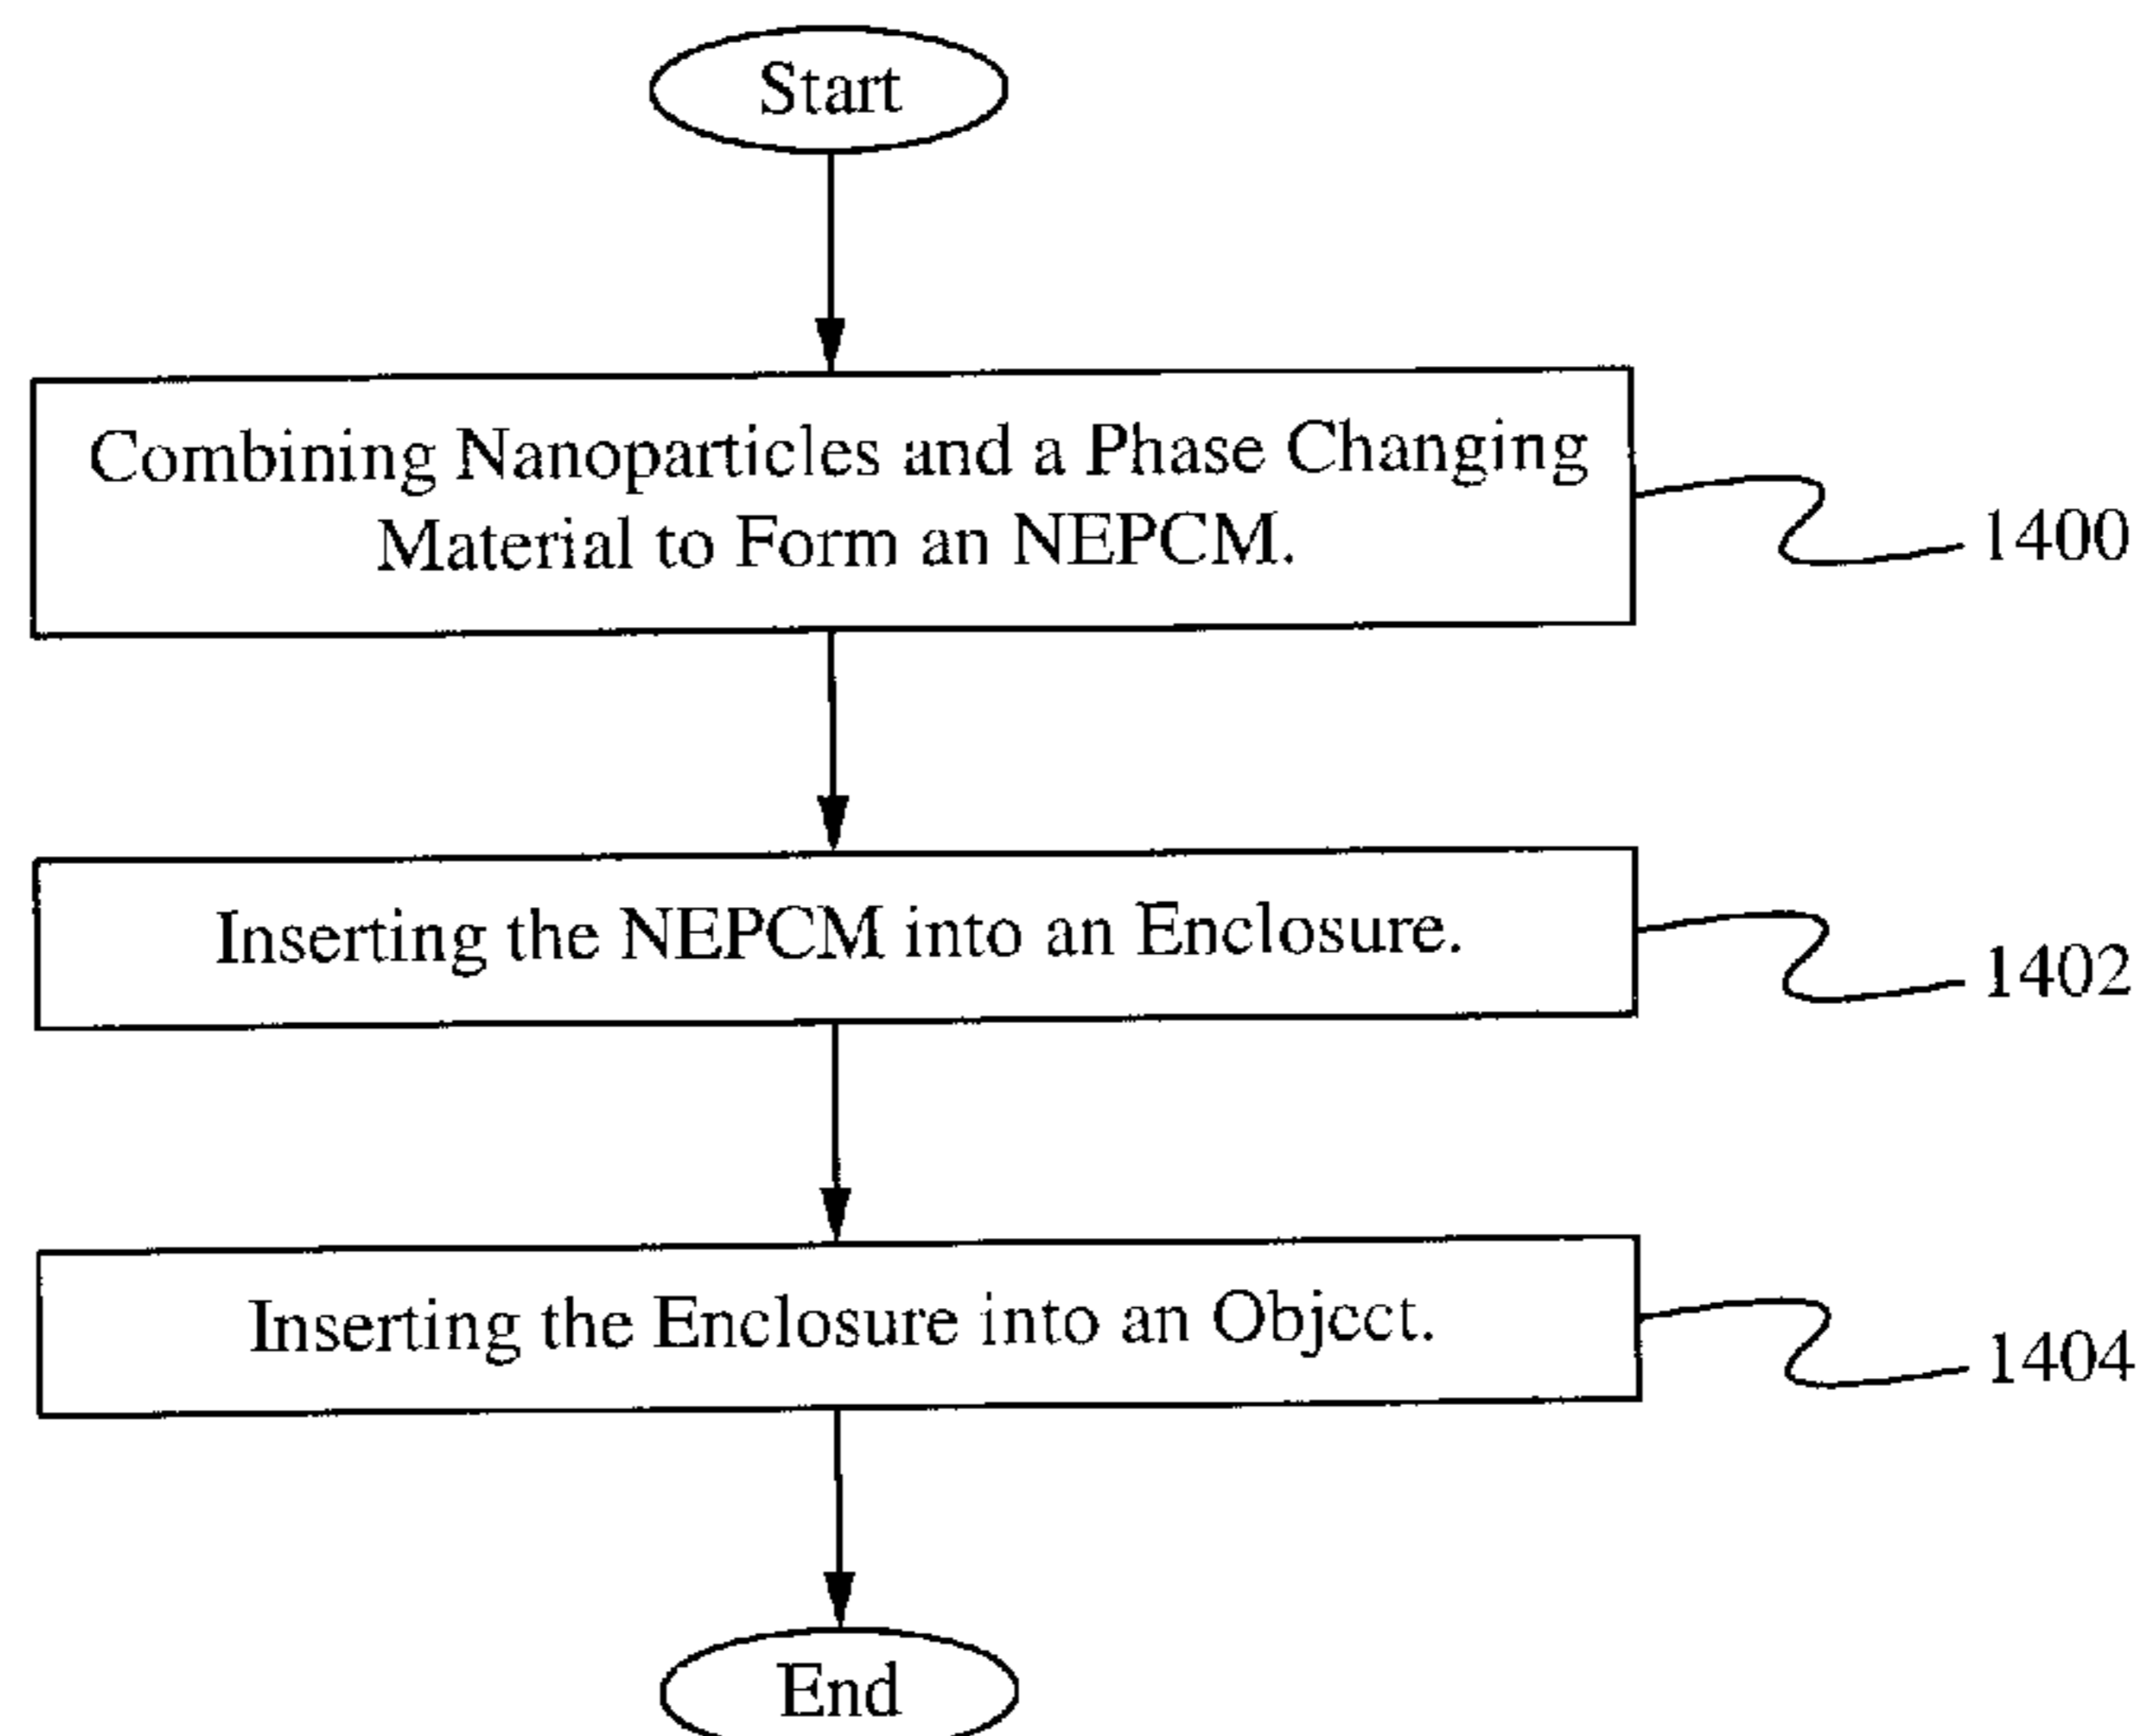 Start
Combining Nanoparticles and a Phase Changing
Material to Form an NEPCM.
1400
Inserting the NEPCM into an Enclosure.
1402
Inserting the Enclosure into an Object.
1404
End